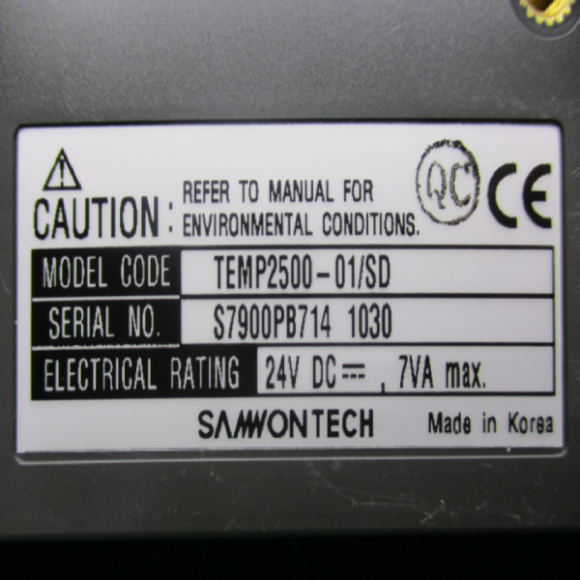 QC CE
CAUTION : REFER TO MANUAL FOR
ENVIRONMENTAL CONDITIONS.
MODEL CODE TEMP2500-01/SD
SERIAL NO. S7900PB714 1030
ELECTRICAL RATING 24V DC⎓, 7VA max.
SAMWONTECH Made in Korea